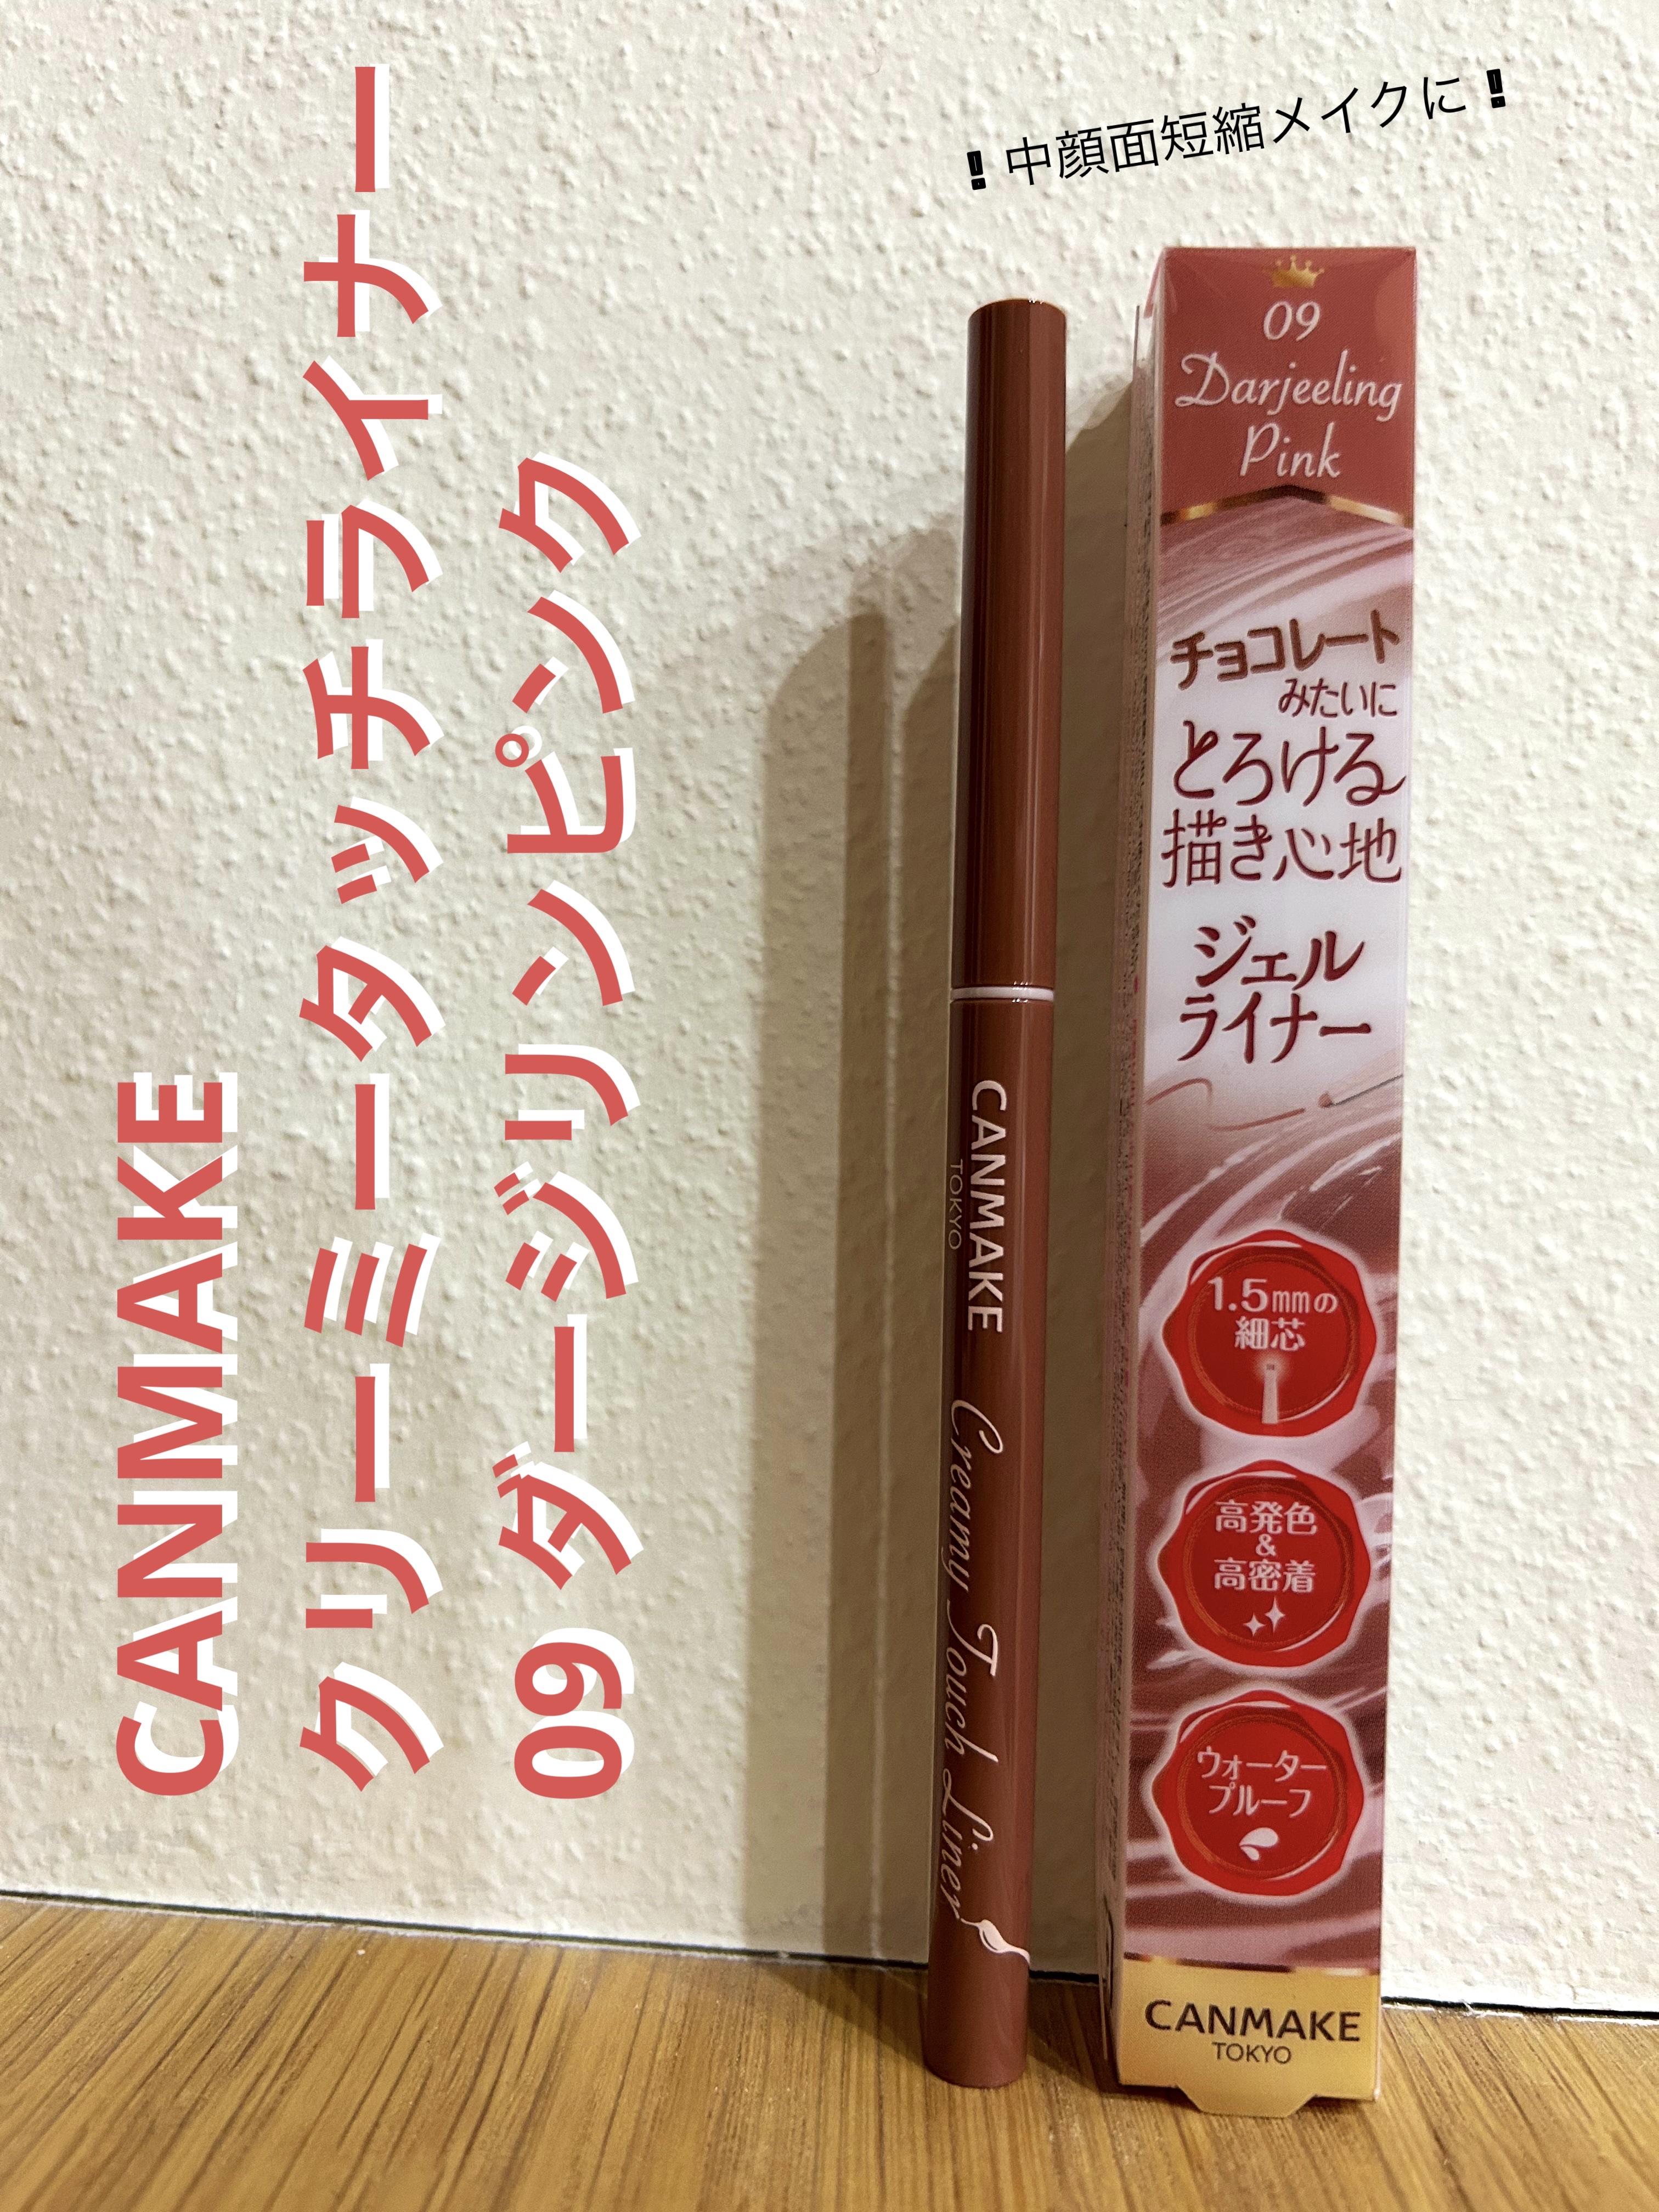 ❗中顔面短縮メイクに❗
CANMAKE
クリーミータッチライナー
09 ダージリンピンク
CANMAKE
TOKYO
Creamy Touch Liner
09
Darjeeling
Pink
チョコレート
みたいに
とろける
描き心地
ジェル
ライナー
1.5mmの
細芯
高発色
&
高密着
ウォーター
プルーフ
CANMAKE
TOKYO